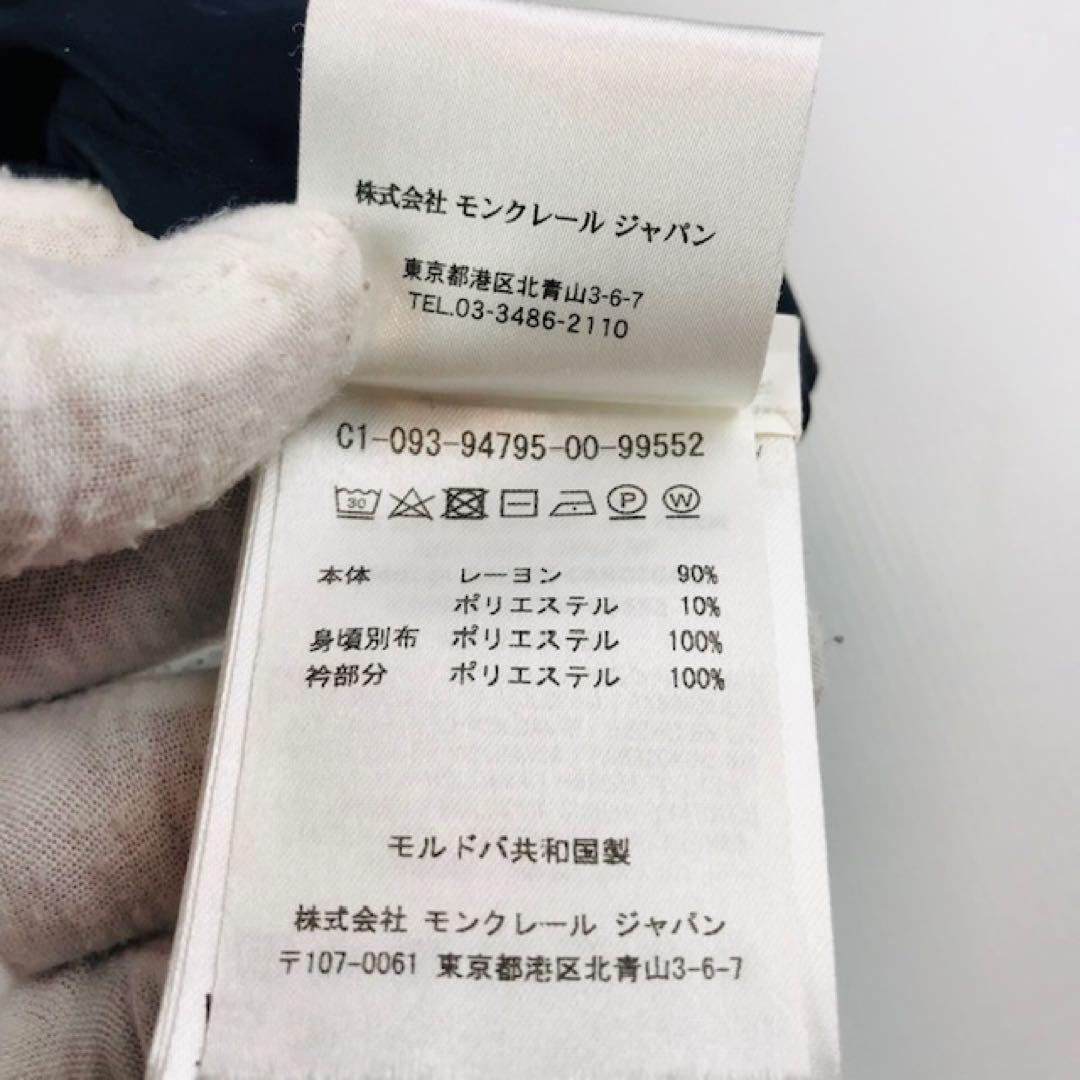 株式会社 モンクレール ジャパン
東京都港区北青山3-6-7
TEL.03-3486-2110
C1-093-94795-00-99552
30 P W
本体 レーヨン 90%
ポリエステル 10%
身頃別布 ポリエステル 100%
衿部分 ポリエステル 100%
モルドバ共和国製
株式会社 モンクレール ジャパン
〒107-0061 東京都港区北青山3-6-7